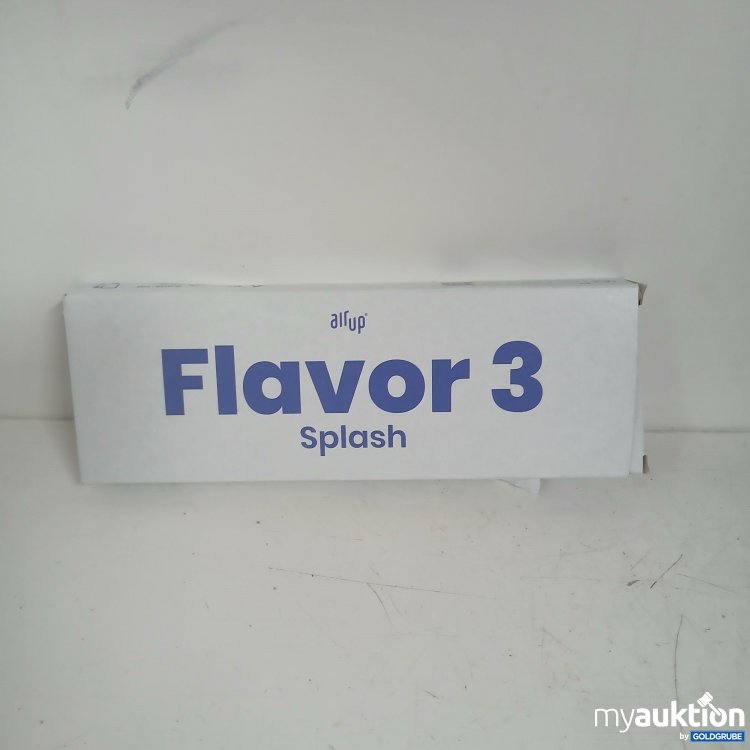 air up®
Flavor 3
Splash
myauktion
by GOLDGRUBE